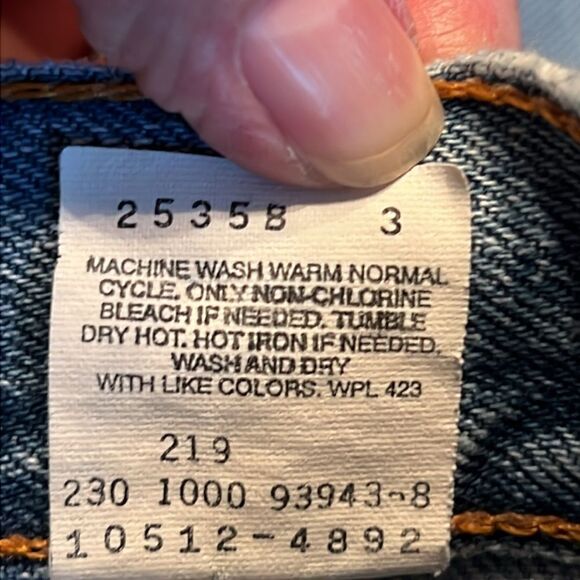 25358 3
MACHINE WASH WARM NORMAL
CYCLE. ONLY NON-CHLORINE
BLEACH IF NEEDED. TUMBLE
DRY HOT. HOT IRON IF NEEDED.
WASH AND DRY
WITH LIKE COLORS. WPL 423
219
230 1000 93943-8
10512-4892